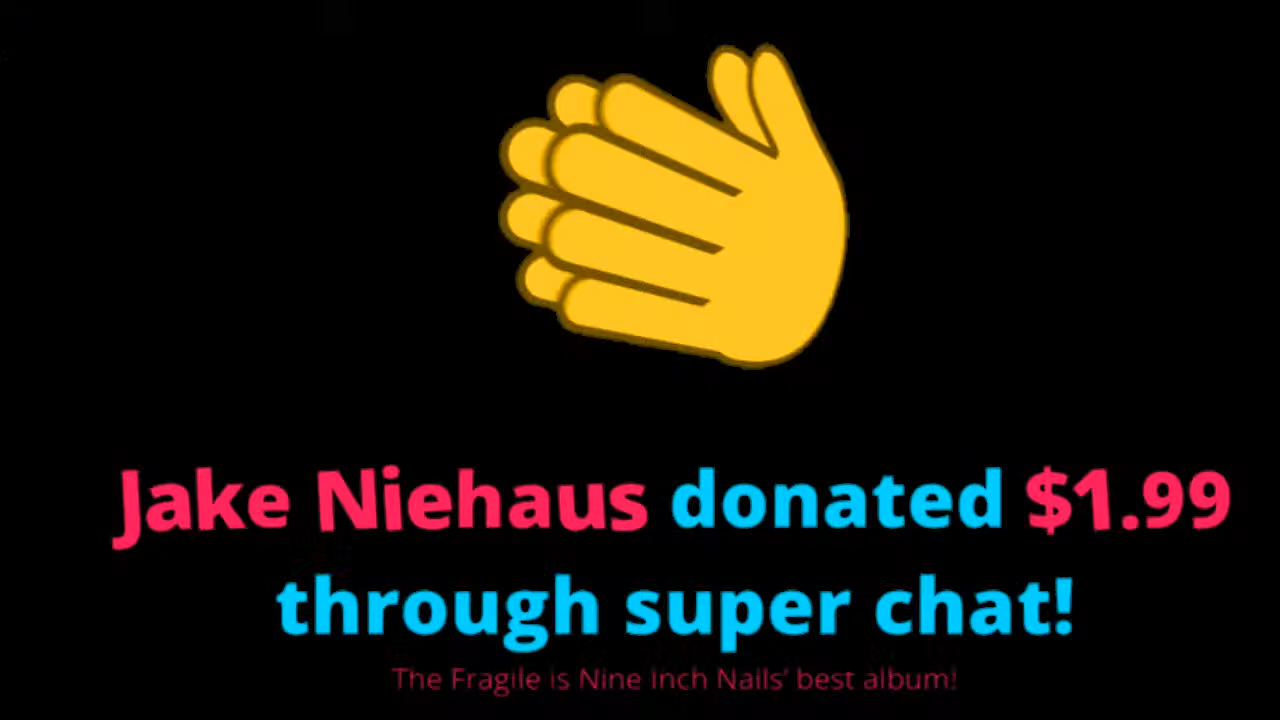 Jake Niehaus donated $1.99
through super chat!
The Fragile is Nine Inch Nails' best album!